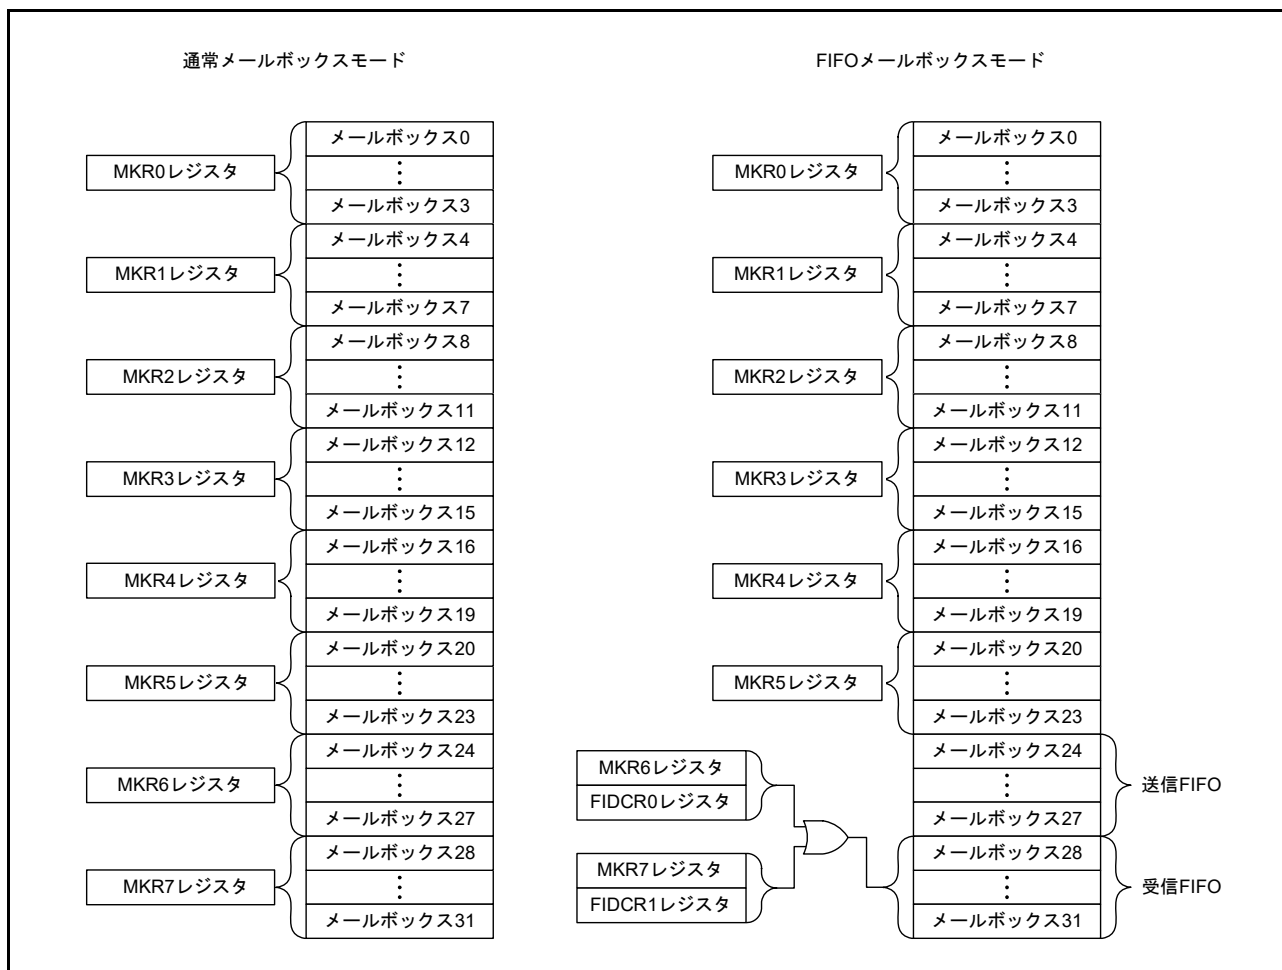 通常メールボックスモード
メールボックス0
MKR0レジスタ
メールボックス3
メールボックス4
MKR1レジスタ
メールボックス7
メールボックス8
MKR2レジスタ
メールボックス11
メールボックス12
MKR3レジスタ
メールボックス15
メールボックス16
MKR4レジスタ
メールボックス19
メールボックス20
MKR5レジスタ
メールボックス23
メールボックス24
MKR6レジスタ
メールボックス27
メールボックス28
MKR7レジスタ
メールボックス31
FIFOメールボックスモード
メールボックス0
MKR0レジスタ
メールボックス3
メールボックス4
MKR1レジスタ
メールボックス7
メールボックス8
MKR2レジスタ
メールボックス11
メールボックス12
MKR3レジスタ
メールボックス15
メールボックス16
MKR4レジスタ
メールボックス19
メールボックス20
MKR5レジスタ
メールボックス23
メールボックス24
MKR6レジスタ
送信FIFO
FIDCR0レジスタ
メールボックス27
メールボックス28
MKR7レジスタ
受信FIFO
FIDCR1レジスタ
メールボックス31